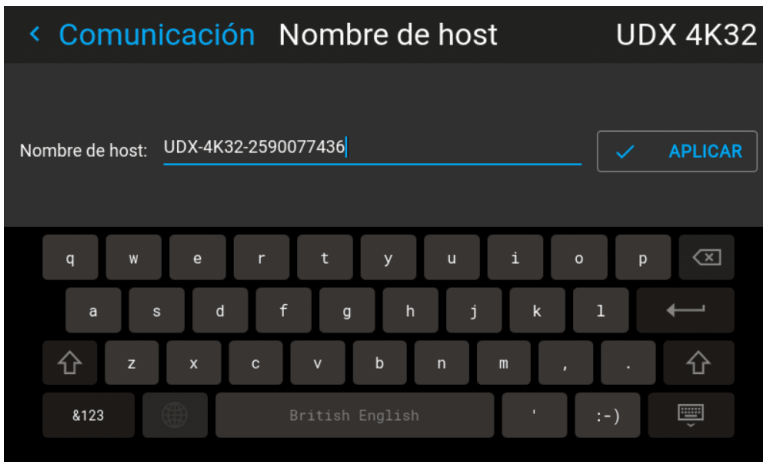 Comunicación Nombre de host UDX 4K32
Nombre de host: UDX-4K32-2590077436 APLICAR
q w e r t y u i o p
a s d f g h j k l
z x c v b n m , .
&123 British English ' :-)